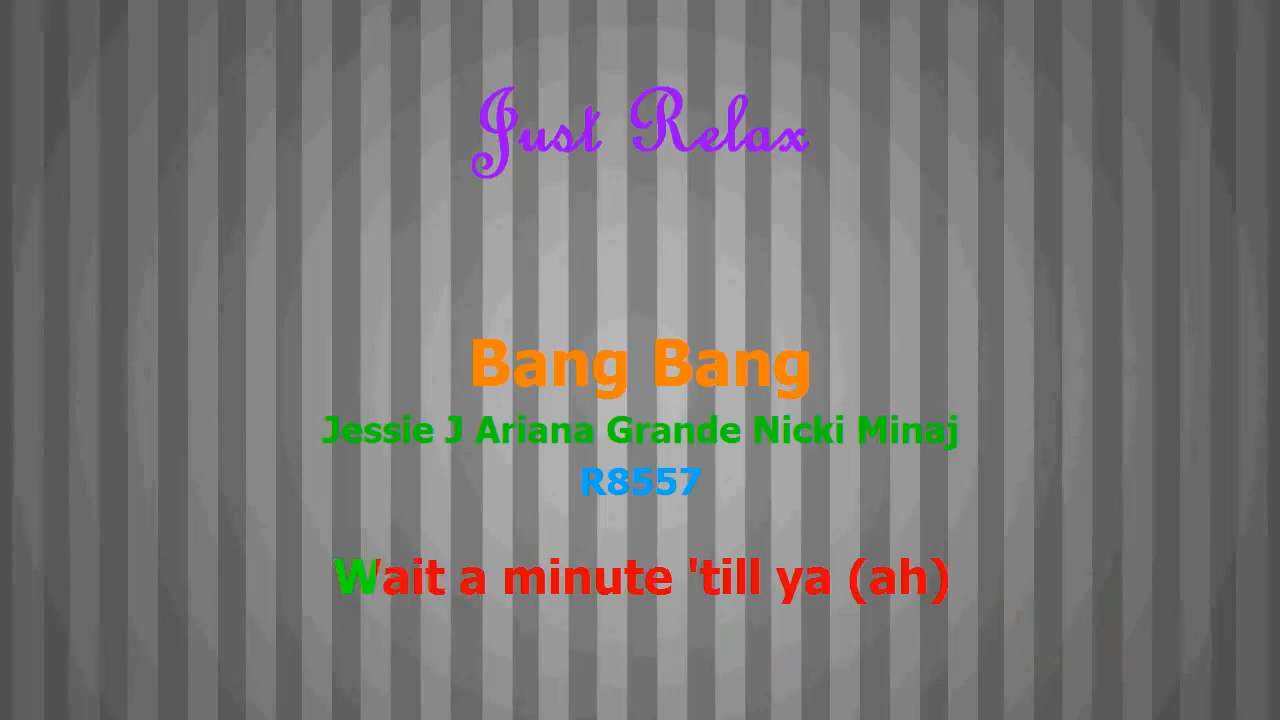 Just Relax
Bang Bang
Jessie J Ariana Grande Nicki Minaj
R8557
Wait a minute 'till ya (ah)